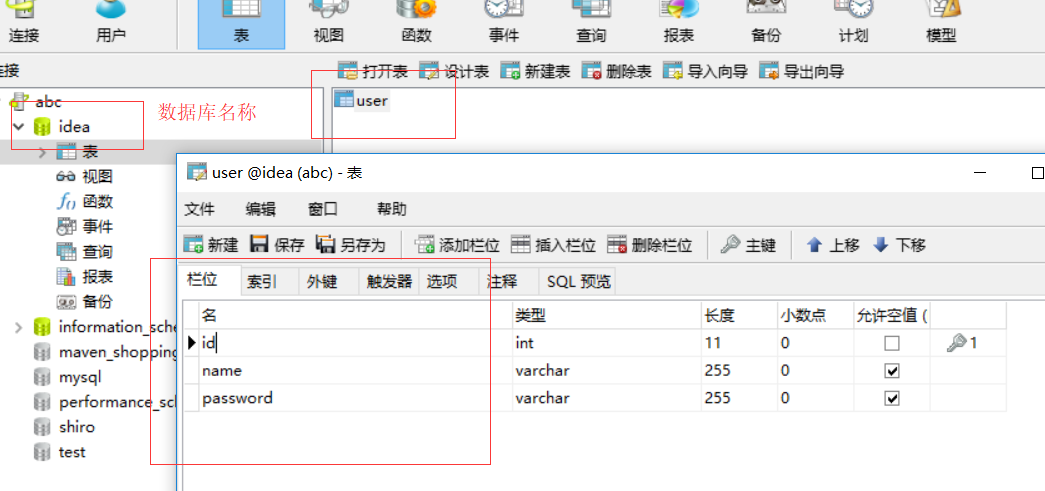 连接 用户 表 视图 函数 事件 查询 报表 备份 计划 模型
连接 打开表 设计表 新建表 删除表 导入向导 导出向导
abc
user
数据库名称
idea
表
视图
函数
事件
查询
报表
备份
information_sche
maven_shopping
mysql
performance_sc
shiro
test
user @idea (abc) - 表
文件 编辑 窗口 帮助
新建 保存 另存为 添加栏位 插入栏位 删除栏位 主键 上移 下移
栏位 索引 外键 触发器 选项 注释 SQL 预览
名 类型 长度 小数点 允许空值 (
id int 11 0 1
name varchar 255 0
password varchar 255 0